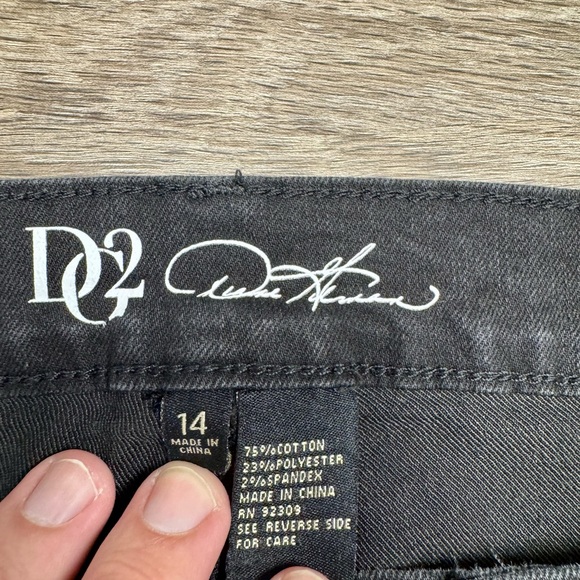 DG2
14
MADE IN
CHINA
75%COTTON
23%POLYESTER
2%SPANDEX
MADE IN CHINA
RN 92309
SEE REVERSE SIDE
FOR CARE